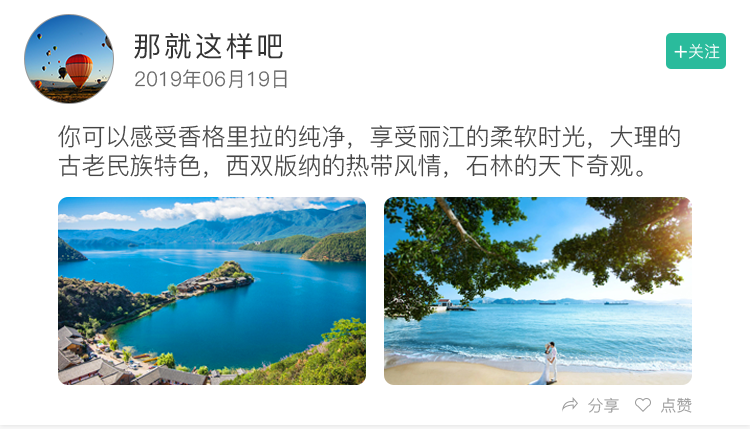 那就这样吧
+关注
2019年06月19日
你可以感受香格里拉的纯净，享受丽江的柔软时光，大理的
古老民族特色，西双版纳的热带风情，石林的天下奇观。
分享 点赞